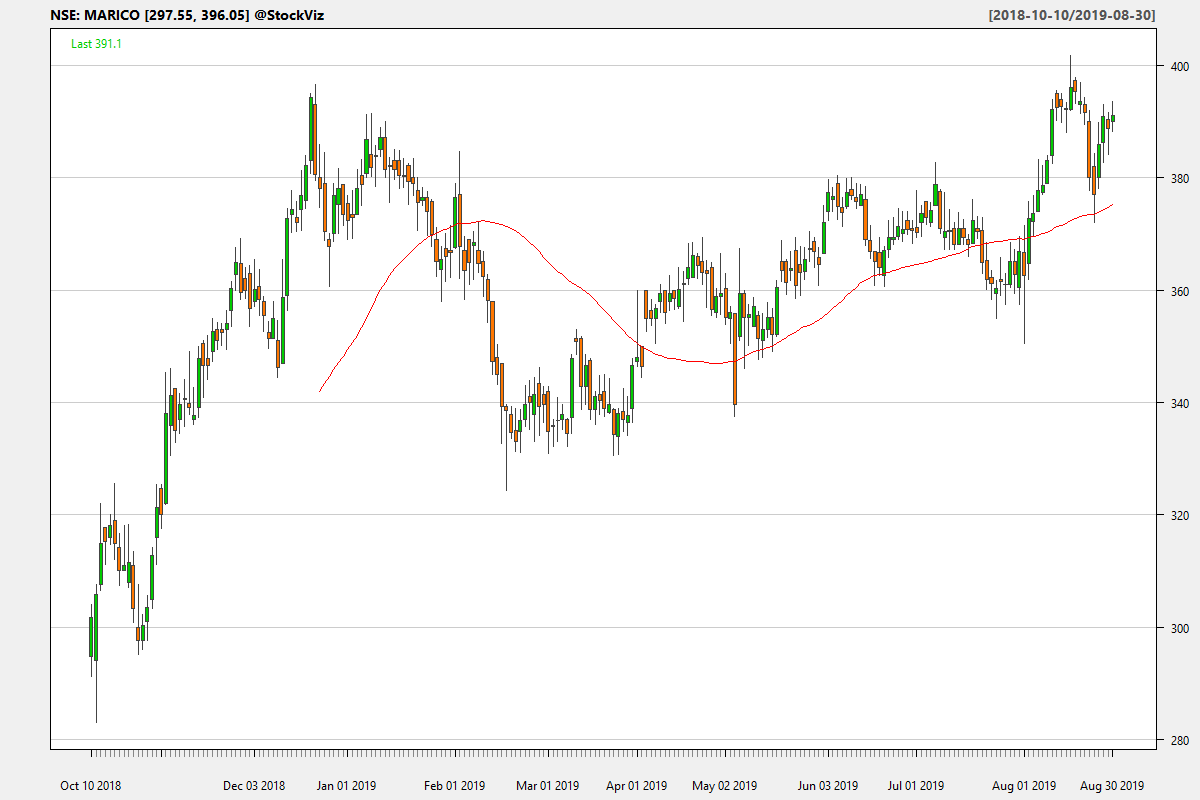 NSE: MARICO [297.55, 396.05] @StockViz [2018-10-10/2019-08-30]
Last 391.1
400
380
360
340
320
300
280
Oct 10 2018 Dec 03 2018 Jan 01 2019 Feb 01 2019 Mar 01 2019 Apr 01 2019 May 02 2019 Jun 03 2019 Jul 01 2019 Aug 01 2019 Aug 30 2019